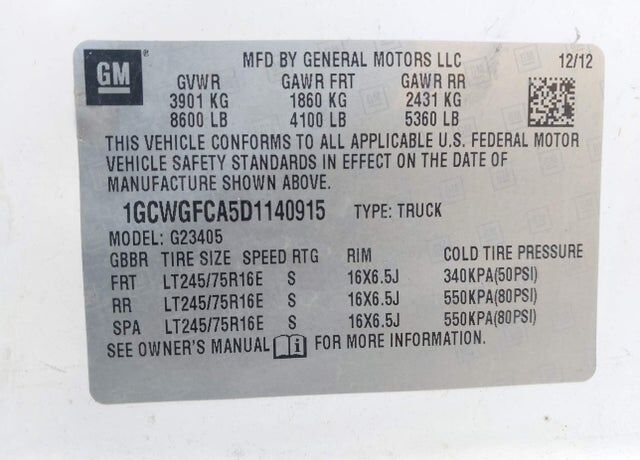 GM
MFD BY GENERAL MOTORS LLC 12/12
GVWR GAWR FRT GAWR RR
3901 KG 1860 KG 2431 KG
8600 LB 4100 LB 5360 LB
THIS VEHICLE CONFORMS TO ALL APPLICABLE U.S. FEDERAL MOTOR
VEHICLE SAFETY STANDARDS IN EFFECT ON THE DATE OF
MANUFACTURE SHOWN ABOVE.
1GCWGFCA5D1140915 TYPE: TRUCK
MODEL: G23405
GBBR TIRE SIZE SPEED RTG RIM COLD TIRE PRESSURE
FRT LT245/75R16E S 16X6.5J 340KPA(50PSI)
RR LT245/75R16E S 16X6.5J 550KPA(80PSI)
SPA LT245/75R16E S 16X6.5J 550KPA(80PSI)
SEE OWNER'S MANUAL i FOR MORE INFORMATION.